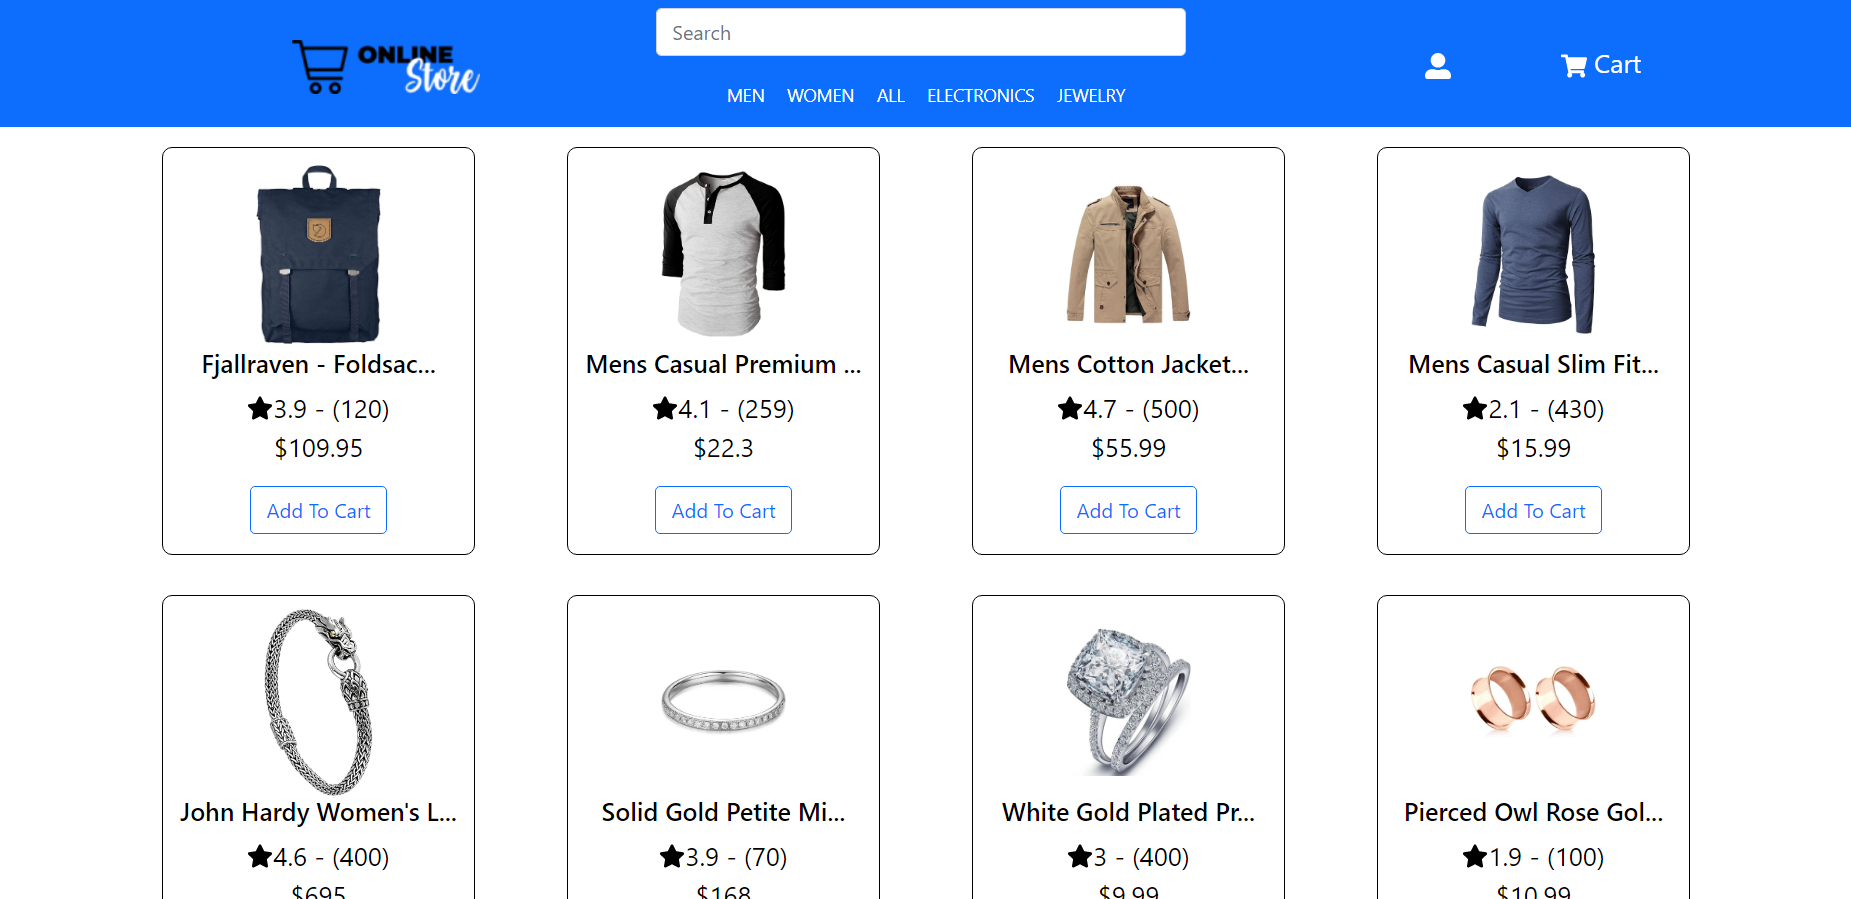 ONLINE
Store
Search
MEN WOMEN ALL ELECTRONICS JEWELRY
Cart
Fjallraven - Foldsac...
3.9 - (120)
$109.95
Add To Cart
Mens Casual Premium ...
4.1 - (259)
$22.3
Add To Cart
Mens Cotton Jacket...
4.7 - (500)
$55.99
Add To Cart
Mens Casual Slim Fit...
2.1 - (430)
$15.99
Add To Cart
John Hardy Women's L...
4.6 - (400)
$695
Solid Gold Petite Mi...
3.9 - (70)
$168
White Gold Plated Pr...
3 - (400)
$9.99
Pierced Owl Rose Gol...
1.9 - (100)
$10.99